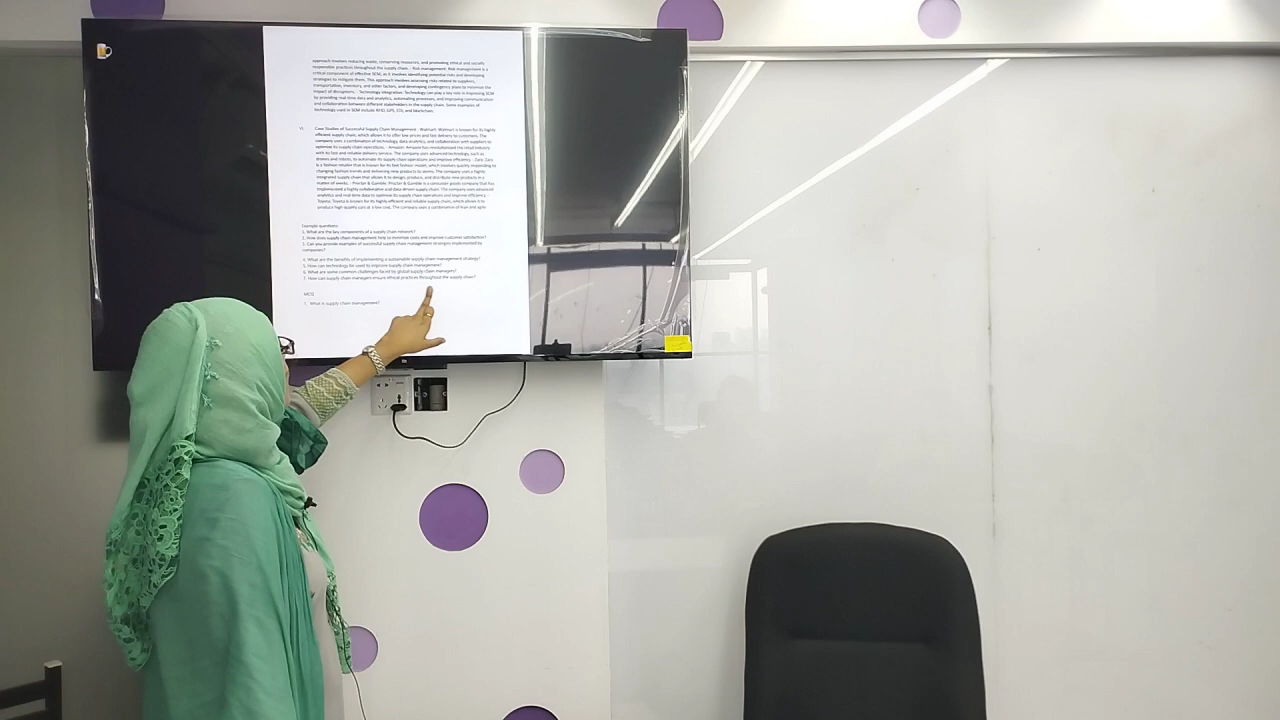 approach involves reducing waste, conserving resources, and promoting ethical and socially
responsible practices throughout the supply chain. - Risk management: Risk management is a
critical component of effective SCM, as it involves identifying potential risks and developing
strategies to mitigate them. This approach involves assessing risks related to suppliers,
transportation, inventory, and other factors, and developing contingency plans to minimize the
impact of disruptions. - Technology integration: Technology can play a key role in improving SCM
by providing real-time data and analytics, automating processes, and improving communication
and collaboration between different stakeholders in the supply chain. Some examples of
technology used in SCM include RFID, GPS, and blockchain.
VI. Case Studies of Successful Supply Chain Management - Walmart: Walmart is known for its highly
efficient supply chain, which allows it to offer low prices and fast delivery to customers. The
company uses a combination of technology, data analytics, and collaboration with suppliers to
optimize its supply chain operations. - Amazon: Amazon has revolutionized the retail industry
with its fast and reliable delivery service. The company uses advanced technology, such as
drones and robots, to automate its supply chain operations and improve efficiency. - Zara: Zara
is a fashion retailer that is known for its fast fashion model, which involves quickly responding to
changing fashion trends and delivering new products to stores. The company uses a highly
integrated supply chain that allows it to design, produce, and distribute new products in a
matter of weeks. - Procter & Gamble: Procter & Gamble is a consumer goods company that has
implemented a highly collaborative and data-driven supply chain. The company uses advanced
analytics and real-time data to optimize its supply chain operations and improve efficiency. -
Toyota: Toyota is known for its highly efficient and reliable supply chain, which allows it to
produce high-quality cars at a low cost. The company uses a combination of lean and agile
Example questions:
1. What are the key components of a supply chain network?
2. How does supply chain management help to minimize costs and improve customer satisfaction?
3. Can you provide examples of successful supply chain management strategies implemented by
companies?
4. What are the benefits of implementing a sustainable supply chain management strategy?
5. How can technology be used to improve supply chain management?
6. What are some common challenges faced by global supply chain managers?
7. How can supply chain managers ensure ethical practices throughout the supply chain?
MCQ
1. What is supply chain management?